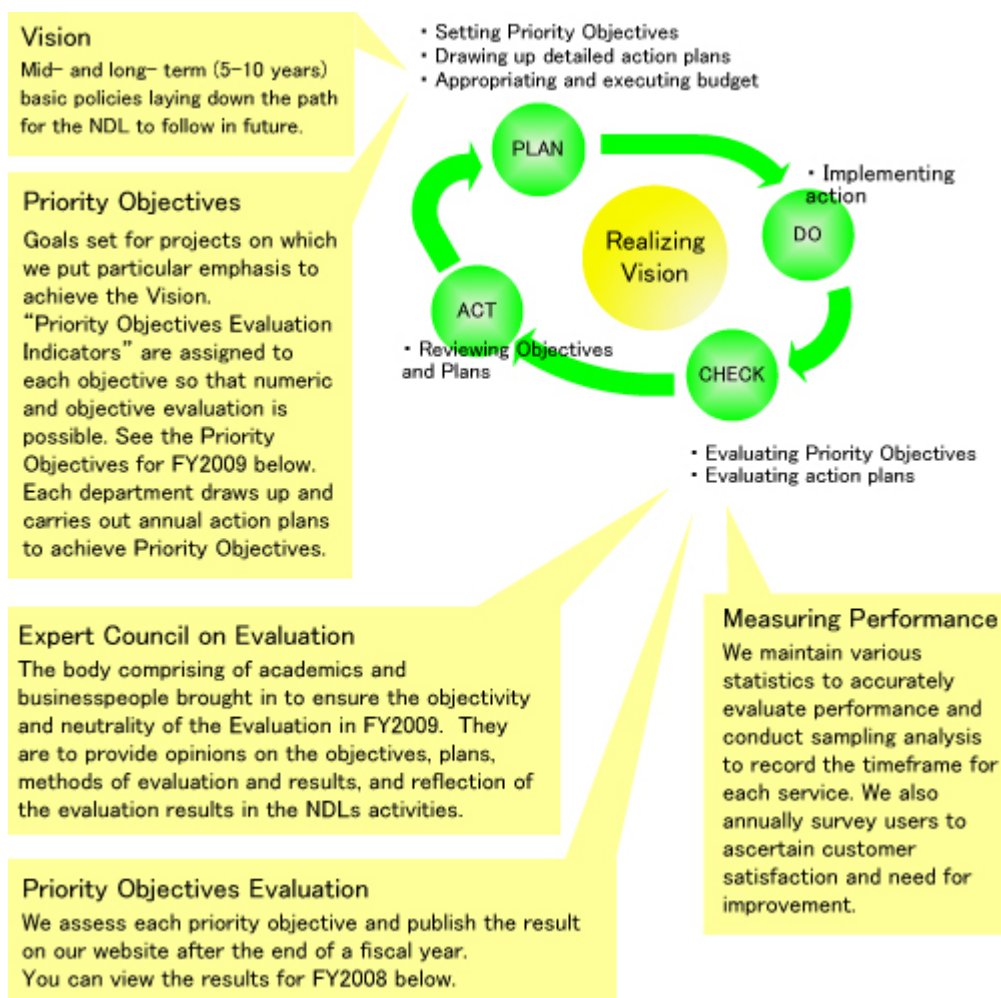 Vision
Mid- and long- term (5-10 years)
basic policies laying down the path
for the NDL to follow in future.
・Setting Priority Objectives
・Drawing up detailed action plans
・Appropriating and executing budget
PLAN
・Implementing
action
DO
Realizing
Vision
ACT
・Reviewing Objectives
and Plans
CHECK
・Evaluating Priority Objectives
・Evaluating action plans
Priority Objectives
Goals set for projects on which
we put particular emphasis to
achieve the Vision.
“Priority Objectives Evaluation
Indicators” are assigned to
each objective so that numeric
and objective evaluation is
possible. See the Priority
Objectives for FY2009 below.
Each department draws up and
carries out annual action plans
to achieve Priority Objectives.
Expert Council on Evaluation
The body comprising of academics and
businesspeople brought in to ensure the objectivity
and neutrality of the Evaluation in FY2009. They
are to provide opinions on the objectives, plans,
methods of evaluation and results, and reflection of
the evaluation results in the NDLs activities.
Measuring Performance
We maintain various
statistics to accurately
evaluate performance and
conduct sampling analysis
to record the timeframe for
each service. We also
annually survey users to
ascertain customer
satisfaction and need for
improvement.
Priority Objectives Evaluation
We assess each priority objective and publish the result
on our website after the end of a fiscal year.
You can view the results for FY2008 below.